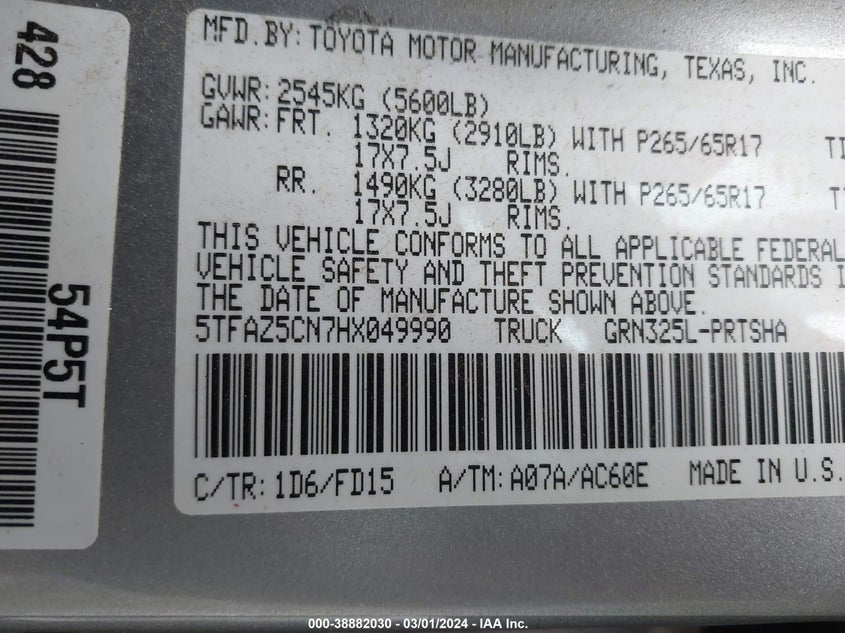 428
54P5T
MFD.BY: TOYOTA MOTOR MANUFACTURING, TEXAS, INC.
GVWR: 2545KG (5600LB)
GAWR: FRT. 1320KG (2910LB) WITH P265/65R17 TI
17X7.5J RIMS.
RR. 1490KG (3280LB) WITH P265/65R17 TI
17X7.5J RIMS.
THIS VEHICLE CONFORMS TO ALL APPLICABLE FEDERAL
VEHICLE SAFETY AND THEFT PREVENTION STANDARDS I
THE DATE OF MANUFACTURE SHOWN ABOVE.
5TFAZ5CN7HX049990 TRUCK GRN325L-PRTSHA
C/TR: 1D6/FD15 A/TM: A07A/AC60E MADE IN U.S.
000-38882030 - 03/01/2024 - IAA Inc.